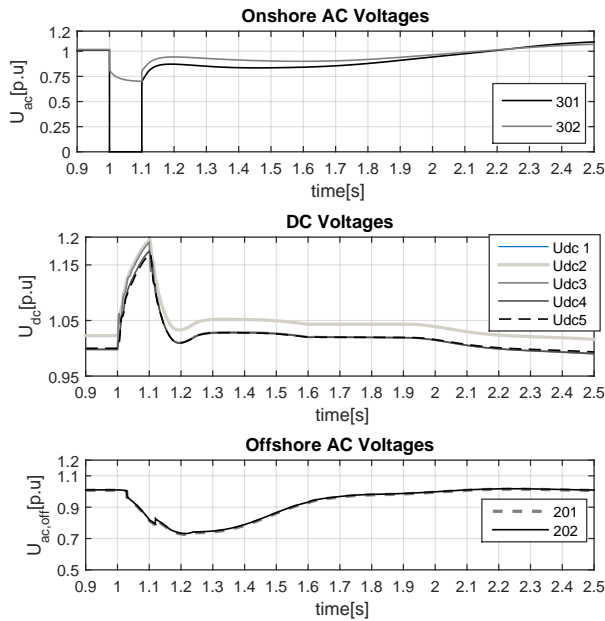 Onshore AC Voltages
1.2
1
0.75
0.5
0.25
0
U_ac[p.u]
301
302
0.9 1 1.1 1.2 1.3 1.4 1.5 1.6 1.7 1.8 1.9 2 2.1 2.2 2.3 2.4 2.5
time[s]
DC Voltages
1.2
1.15
1.05
0.95
U_dc[p.u]
Udc 1
Udc2
Udc3
Udc4
Udc5
0.9 1 1.1 1.2 1.3 1.4 1.5 1.6 1.7 1.8 1.9 2 2.1 2.2 2.3 2.4 2.5
time[s]
Offshore AC Voltages
1.2
1.1
0.9
0.7
0.5
U_ac,off[p.u]
201
202
0.9 1 1.1 1.2 1.3 1.4 1.5 1.6 1.7 1.8 1.9 2 2.1 2.2 2.3 2.4 2.5
time[s]